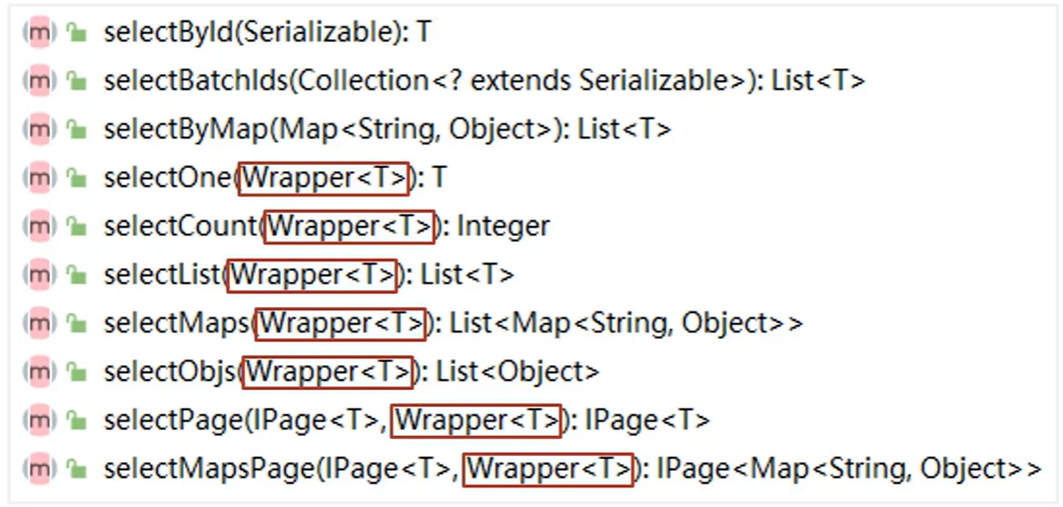 m selectById(Serializable): T
m selectBatchIds(Collection<? extends Serializable>): List<T>
m selectByMap(Map<String, Object>): List<T>
m selectOne(Wrapper<T>): T
m selectCount(Wrapper<T>): Integer
m selectList(Wrapper<T>): List<T>
m selectMaps(Wrapper<T>): List<Map<String, Object>>
m selectObjs(Wrapper<T>): List<Object>
m selectPage(IPage<T>, Wrapper<T>): IPage<T>
m selectMapsPage(IPage<T>, Wrapper<T>): IPage<Map<String, Object>>